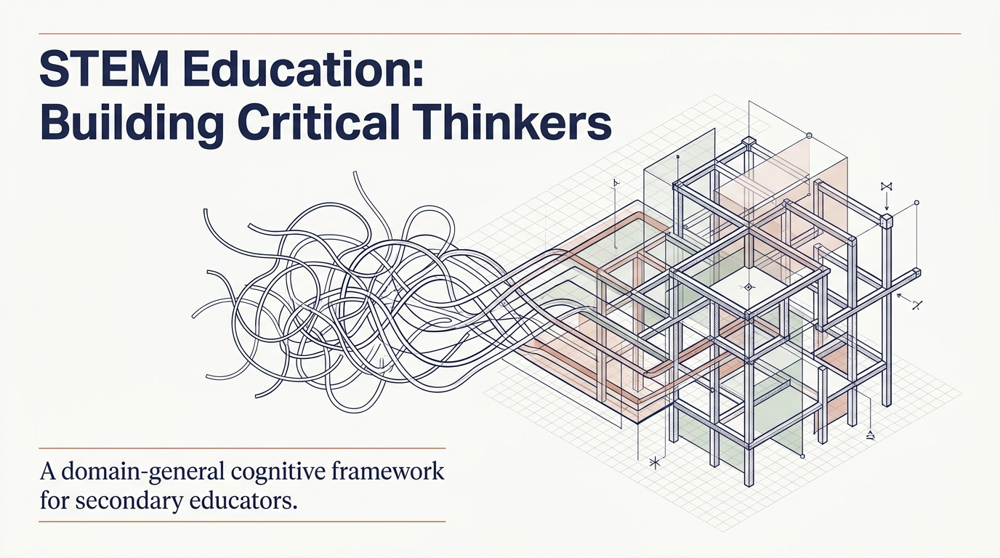 STEM Education:
Building Critical Thinkers
A domain-general cognitive framework
for secondary educators.